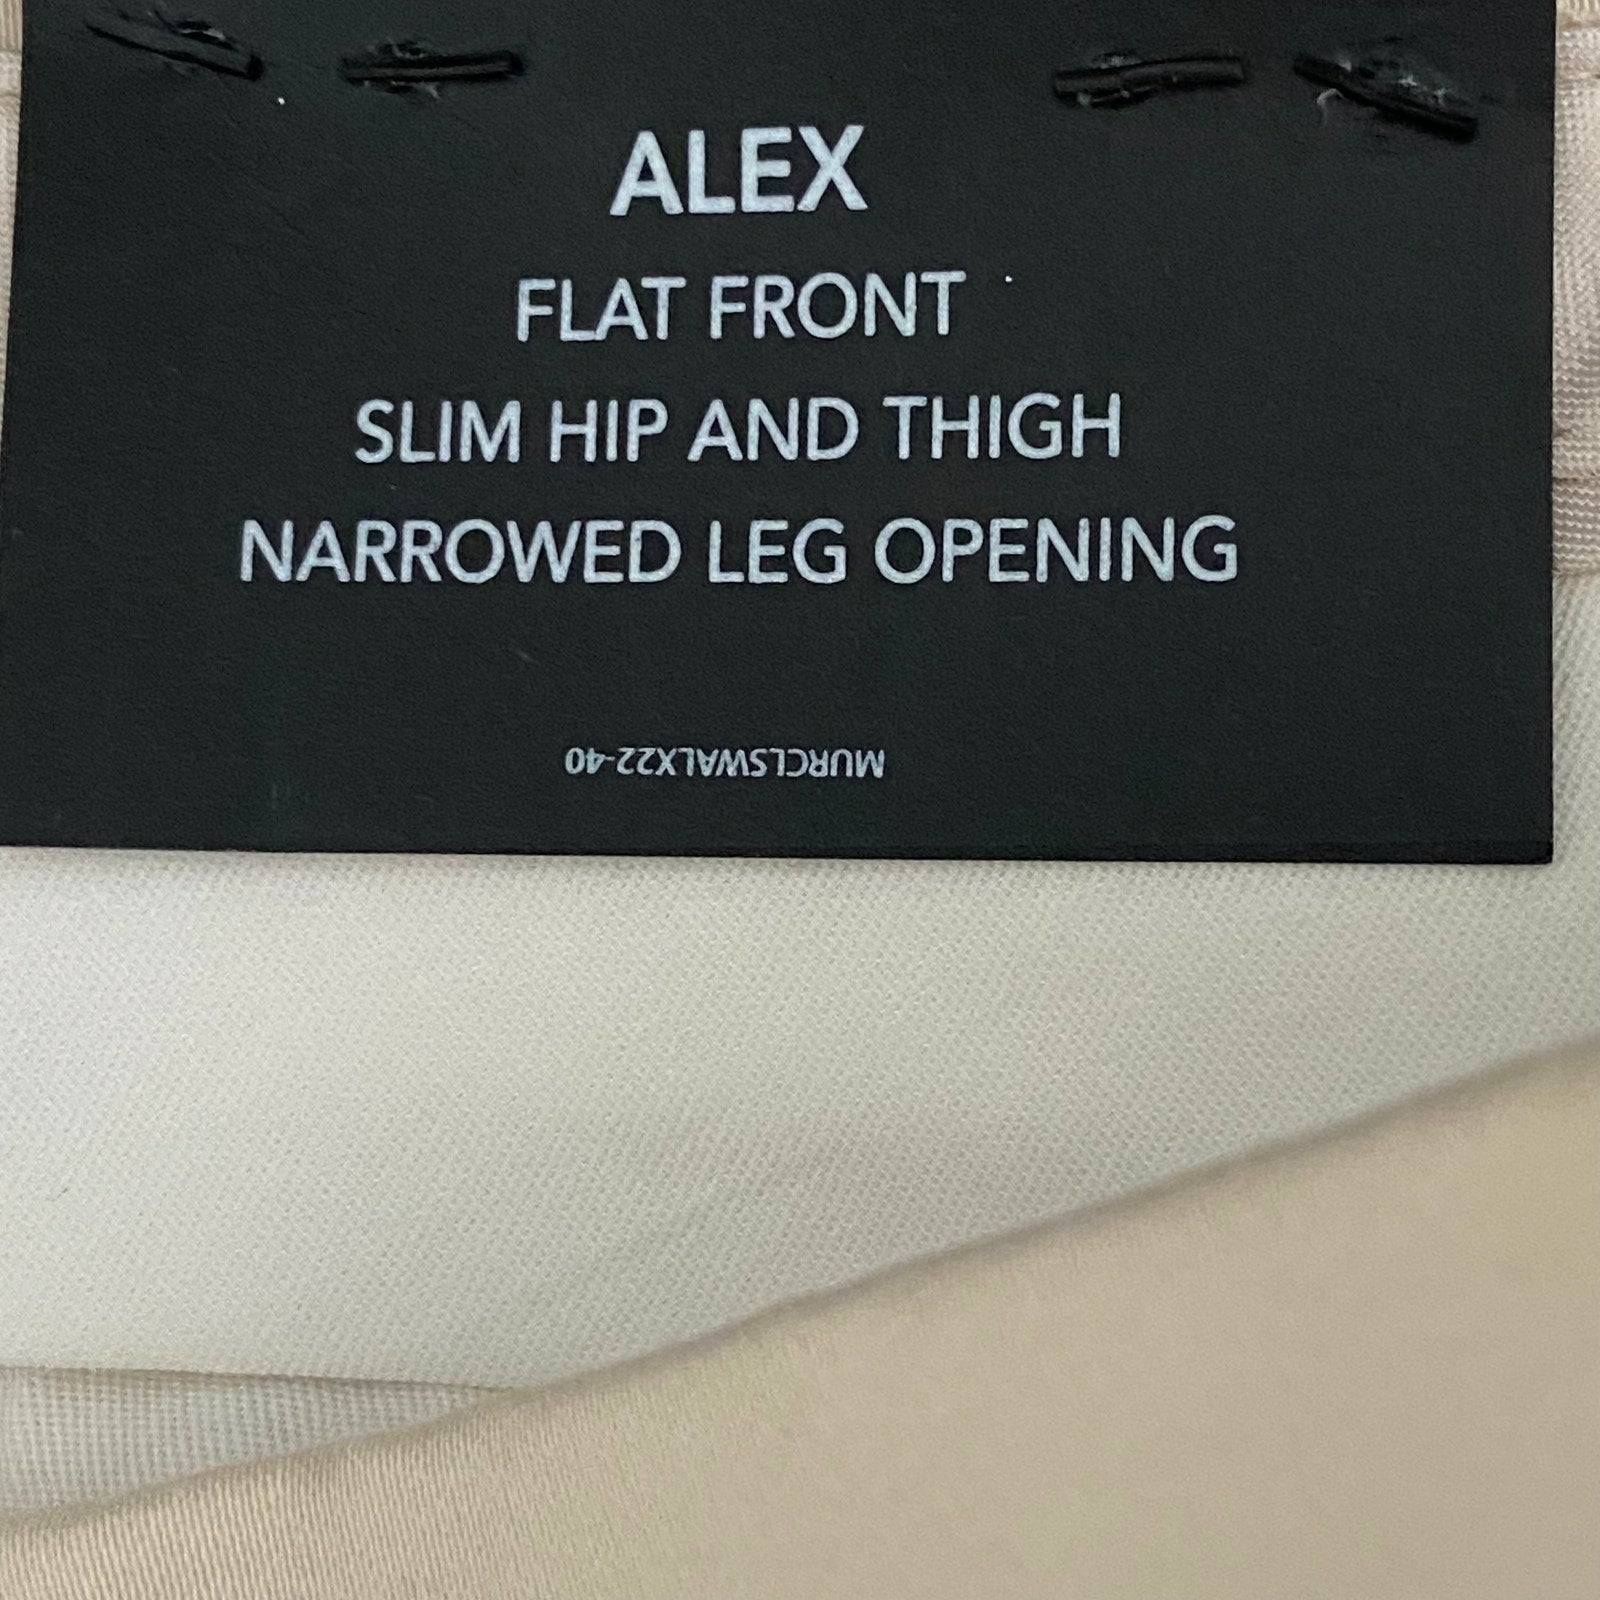 ALEX
FLAT FRONT
SLIM HIP AND THIGH
NARROWED LEG OPENING
MURCLSWALX22-40